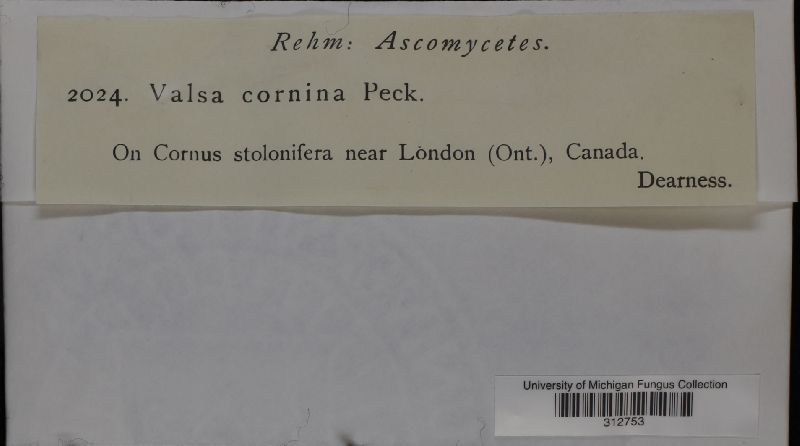 Rehm: Ascomycetes.
2024. Valsa cornina Peck.
On Cornus stolonifera near London (Ont.), Canada.
Dearness.
University of Michigan Fungus Collection
312753